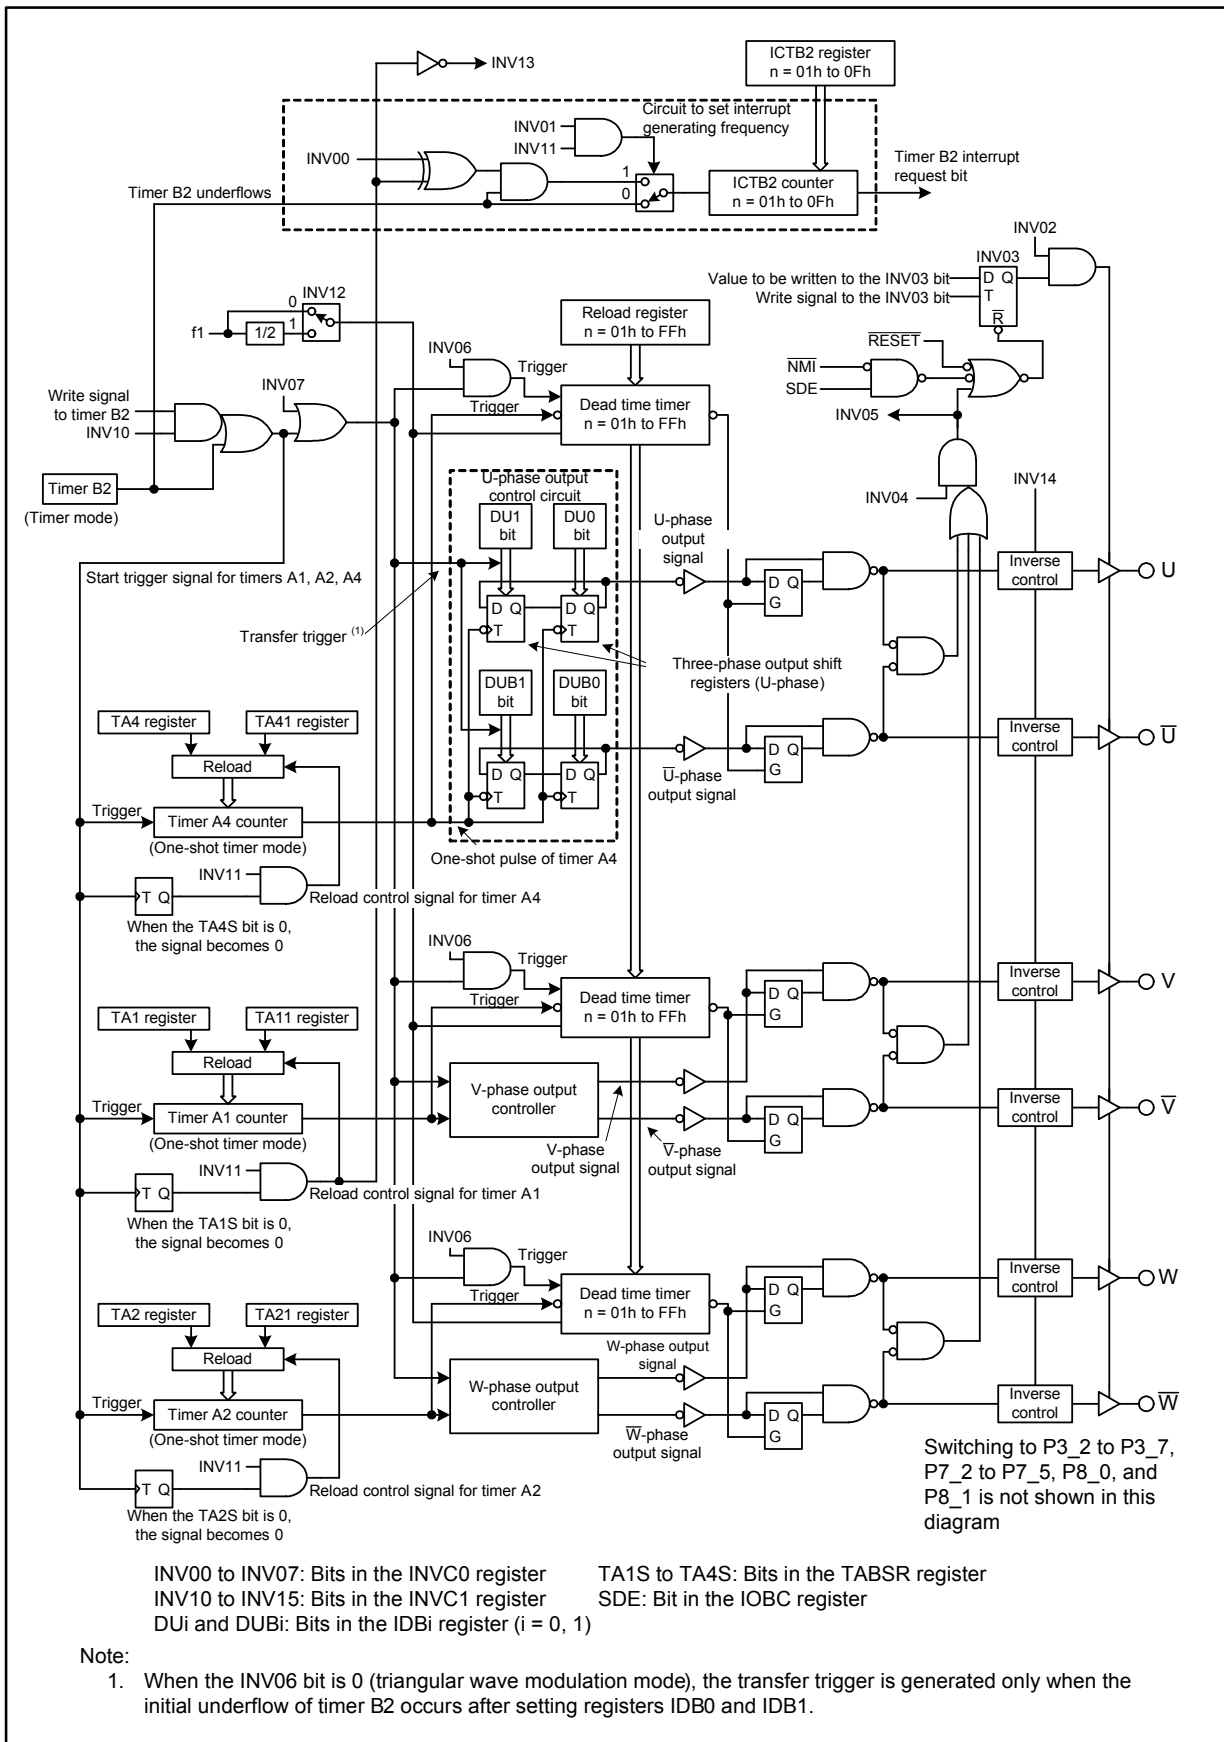 ICTB2 register
n = 01h to 0Fh
INV13
Circuit to set interrupt
generating frequency
INV01
INV11
INV00
Timer B2 interrupt
request bit
1
0
ICTB2 counter
n = 01h to 0Fh
Timer B2 underflows
INV02
INV03
Value to be written to the INV03 bit
D Q
Write signal to the INV03 bit
T
R̅
INV12
0
1
f1
1/2
Reload register
n = 01h to FFh
R̅E̅S̅E̅T̅
N̅M̅I̅
SDE
INV05
INV06
Trigger
INV07
Write signal
to timer B2
INV10
Trigger
Dead time timer
n = 01h to FFh
Timer B2
(Timer mode)
INV04
INV14
U-phase output
control circuit
DU1
bit
DU0
bit
U-phase
output
signal
Start trigger signal for timers A1, A2, A4
D Q
T
D Q
T
D Q
G
Inverse
control
U
Transfer trigger (1)
Three-phase output shift
registers (U-phase)
DUB1
bit
DUB0
bit
TA4 register
TA41 register
Reload
D Q
T
D Q
T
U̅-phase
output signal
D Q
G
Inverse
control
U̅
Trigger
Timer A4 counter
(One-shot timer mode)
One-shot pulse of timer A4
INV11
T Q
Reload control signal for timer A4
When the TA4S bit is 0,
the signal becomes 0
INV06
Trigger
Trigger
Dead time timer
n = 01h to FFh
D Q
G
Inverse
control
V
TA1 register
TA11 register
Reload
V-phase output
controller
Trigger
Timer A1 counter
(One-shot timer mode)
D Q
G
Inverse
control
V̅
V-phase
output signal
V̅-phase
output signal
INV11
T Q
Reload control signal for timer A1
When the TA1S bit is 0,
the signal becomes 0
INV06
Trigger
Trigger
Dead time timer
n = 01h to FFh
D Q
G
Inverse
control
W
TA2 register
TA21 register
Reload
W-phase output
signal
W-phase output
controller
Trigger
Timer A2 counter
(One-shot timer mode)
W̅-phase
output signal
D Q
G
Inverse
control
W̅
INV11
T Q
Reload control signal for timer A2
When the TA2S bit is 0,
the signal becomes 0
Switching to P3_2 to P3_7,
P7_2 to P7_5, P8_0, and
P8_1 is not shown in this
diagram
INV00 to INV07: Bits in the INVC0 register TA1S to TA4S: Bits in the TABSR register
INV10 to INV15: Bits in the INVC1 register SDE: Bit in the IOBC register
DUi and DUBi: Bits in the IDBi register (i = 0, 1)
Note:
1. When the INV06 bit is 0 (triangular wave modulation mode), the transfer trigger is generated only when the
initial underflow of timer B2 occurs after setting registers IDB0 and IDB1.